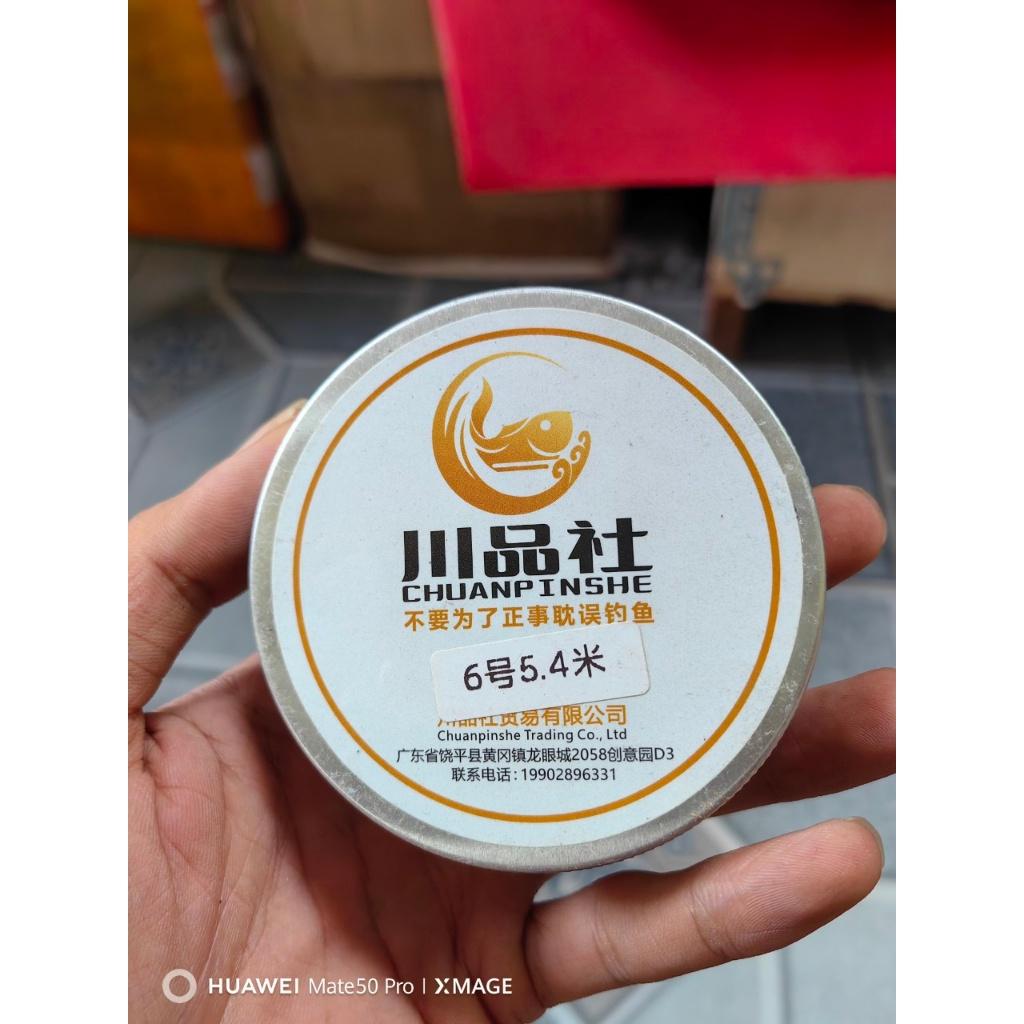 川品社
CHUANPINSHE
不要为了正事耽误钓鱼
6号5.4米
川品社贸易有限公司
Chuanpinshe Trading Co., Ltd
广东省饶平县黄冈镇龙眼城2058创意园D3
联系电话:19902896331
HUAWEI Mate50 Pro | XMAGE